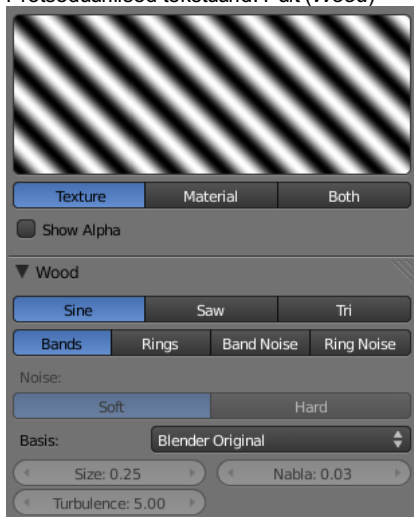 Texture Material Both
Show Alpha
Wood
Sine Saw Tri
Bands Rings Band Noise Ring Noise
Noise:
Soft Hard
Basis: Blender Original
Size: 0.25 Nabla: 0.03
Turbulence: 5.00